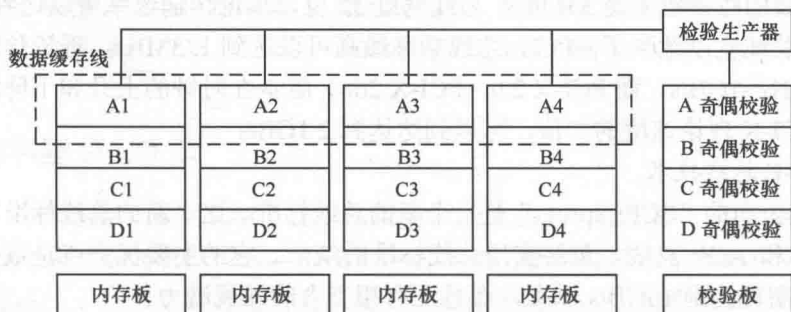 检验生产器
数据缓存线
A1 A2 A3 A4 A 奇偶校验
B1 B2 B3 B4 B 奇偶校验
C1 C2 C3 C4 C 奇偶校验
D1 D2 D3 D4 D 奇偶校验
内存板 内存板 内存板 内存板 校验板